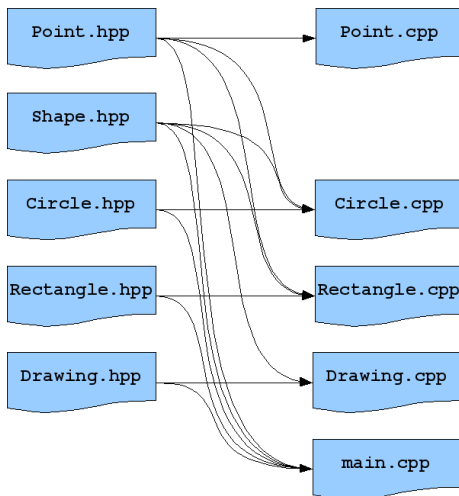 Point.hpp
Point.cpp
Shape.hpp
Circle.hpp
Circle.cpp
Rectangle.hpp
Rectangle.cpp
Drawing.hpp
Drawing.cpp
main.cpp